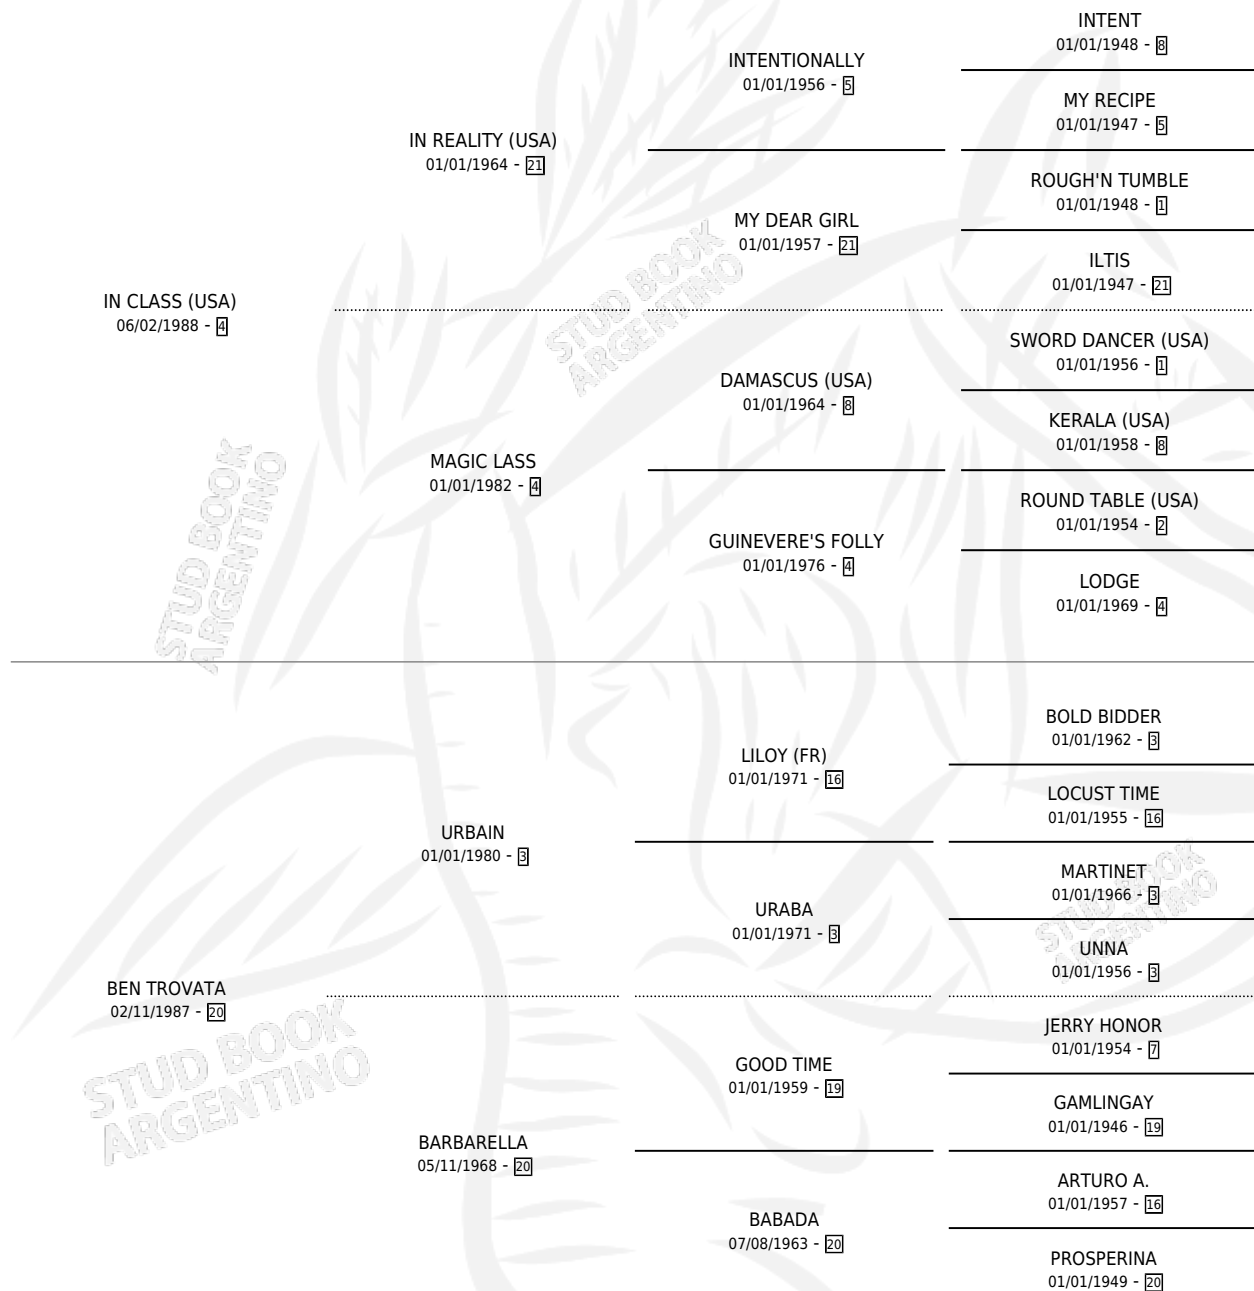 INTENT
01/01/1948 - 8
INTENTIONALLY
01/01/1956 - 5
MY RECIPE
01/01/1947 - 5
IN REALITY (USA)
01/01/1964 - 21
ROUGH'N TUMBLE
01/01/1948 - 1
MY DEAR GIRL
01/01/1957 - 21
ILTIS
01/01/1947 - 21
IN CLASS (USA)
06/02/1988 - 4
SWORD DANCER (USA)
01/01/1956 - 1
DAMASCUS (USA)
01/01/1964 - 8
KERALA (USA)
01/01/1958 - 8
MAGIC LASS
01/01/1982 - 4
ROUND TABLE (USA)
01/01/1954 - 2
GUINEVERE'S FOLLY
01/01/1976 - 4
LODGE
01/01/1969 - 4
BOLD BIDDER
01/01/1962 - 3
LILOY (FR)
01/01/1971 - 16
LOCUST TIME
01/01/1955 - 16
URBAIN
01/01/1980 - 3
MARTINET
01/01/1966 - 3
URABA
01/01/1971 - 3
UNNA
01/01/1956 - 3
BEN TROVATA
02/11/1987 - 20
JERRY HONOR
01/01/1954 - 7
GOOD TIME
01/01/1959 - 19
GAMLINGAY
01/01/1946 - 19
BARBARELLA
05/11/1968 - 20
ARTURO A.
01/01/1957 - 16
BABADA
07/08/1963 - 20
PROSPERINA
01/01/1949 - 20
STUD BOOK
ARGENTINO
STUD BOOK
ARGENTINO
STUD BOOK
ARGENTINO
STUD BOOK
ARGENTINO